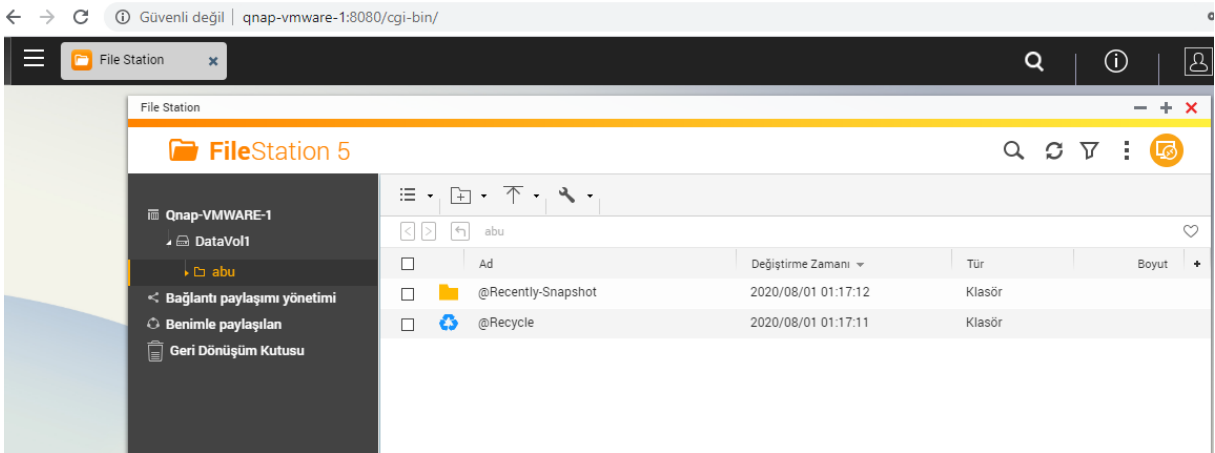 Güvenli değil | qnap-vmware-1:8080/cgi-bin/
File Station
File Station
FileStation 5
Qnap-VMWARE-1
DataVol1
abu
Bağlantı paylaşımı yönetimi
Benimle paylaşılan
Geri Dönüşüm Kutusu
abu
Ad Değiştirme Zamanı Tür Boyut
@Recently-Snapshot 2020/08/01 01:17:12 Klasör
@Recycle 2020/08/01 01:17:11 Klasör